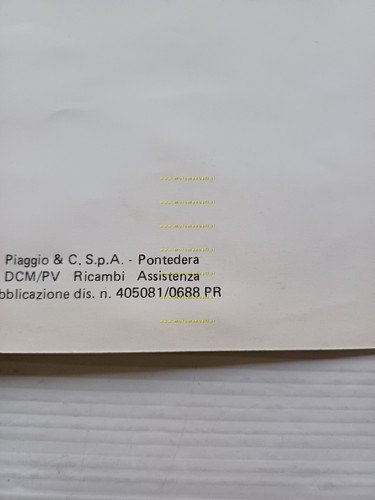 Piaggio & C. S.p.A. - Pontedera
DCM/PV Ricambi Assistenza
bblicazione dis. n. 405081/0688 PR